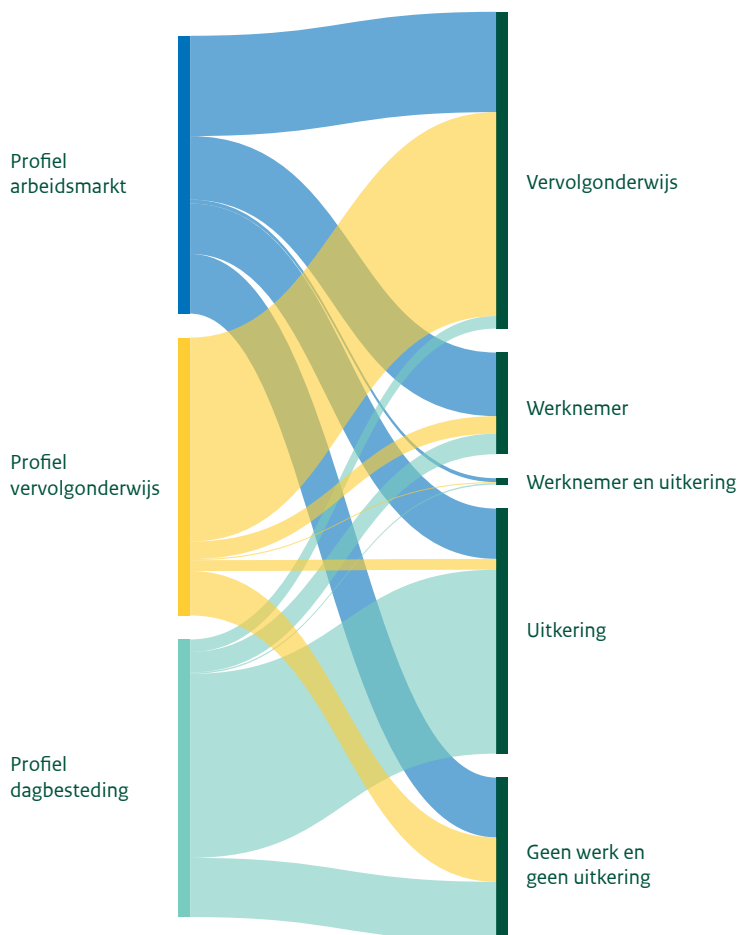 Profiel
arbeidsmarkt
Profiel
vervolgonderwijs
Profiel
dagbesteding
Vervolgonderwijs
Werknemer
Werknemer en uitkering
Uitkering
Geen werk en
geen uitkering